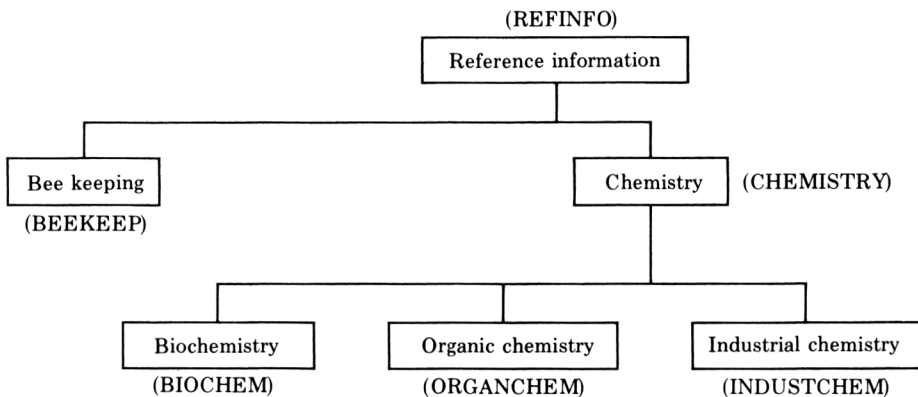 (REFINFO)
Reference information
Bee keeping
Chemistry
(CHEMISTRY)
(BEEKEEP)
Biochemistry
Organic chemistry
Industrial chemistry
(BIOCHEM)
(ORGANCHEM)
(INDUSTCHEM)